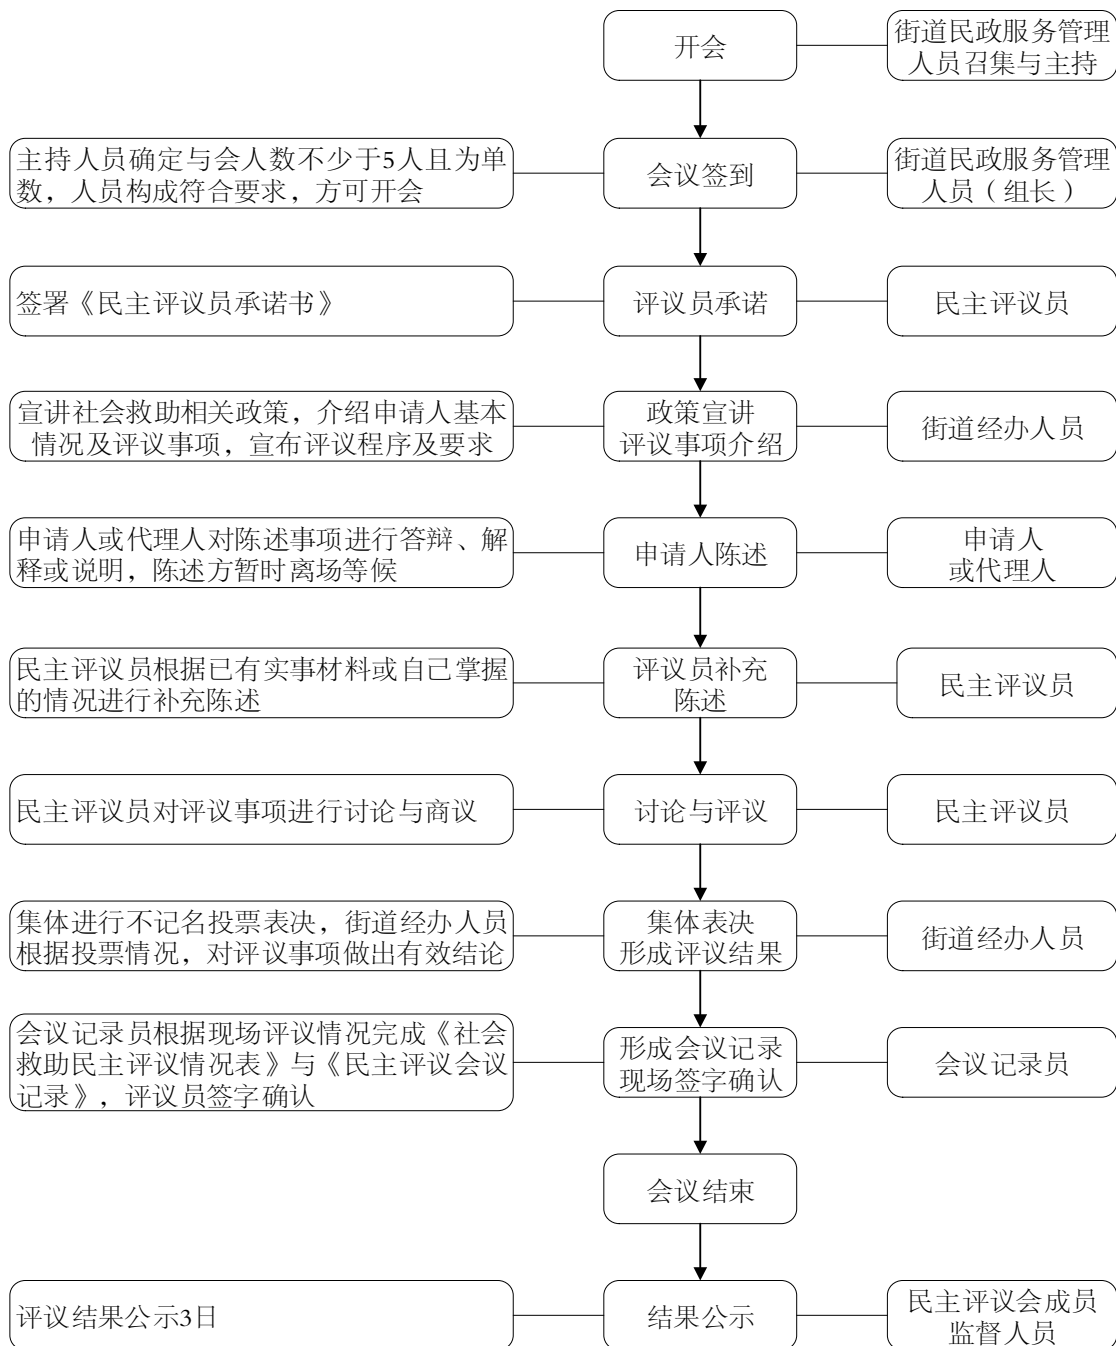 开会
街道民政服务管理
人员召集与主持
主持人员确定与会人数不少于5人且为单
数，人员构成符合要求，方可开会
会议签到
街道民政服务管理
人员（组长）
签署《民主评议员承诺书》
评议员承诺
民主评议员
宣讲社会救助相关政策，介绍申请人基本
情况及评议事项，宣布评议程序及要求
政策宣讲
评议事项介绍
街道经办人员
申请人或代理人对陈述事项进行答辩、解
释或说明，陈述方暂时离场等候
申请人陈述
申请人
或代理人
民主评议员根据已有实事材料或自己掌握
的情况进行补充陈述
评议员补充
陈述
民主评议员
民主评议员对评议事项进行讨论与商议
讨论与评议
民主评议员
集体进行不记名投票表决，街道经办人员
根据投票情况，对评议事项做出有效结论
集体表决
形成评议结果
街道经办人员
会议记录员根据现场评议情况完成《社会
救助民主评议情况表》与《民主评议会议
记录》，评议员签字确认
形成会议记录
现场签字确认
会议记录员
会议结束
评议结果公示3日
结果公示
民主评议会成员
监督人员